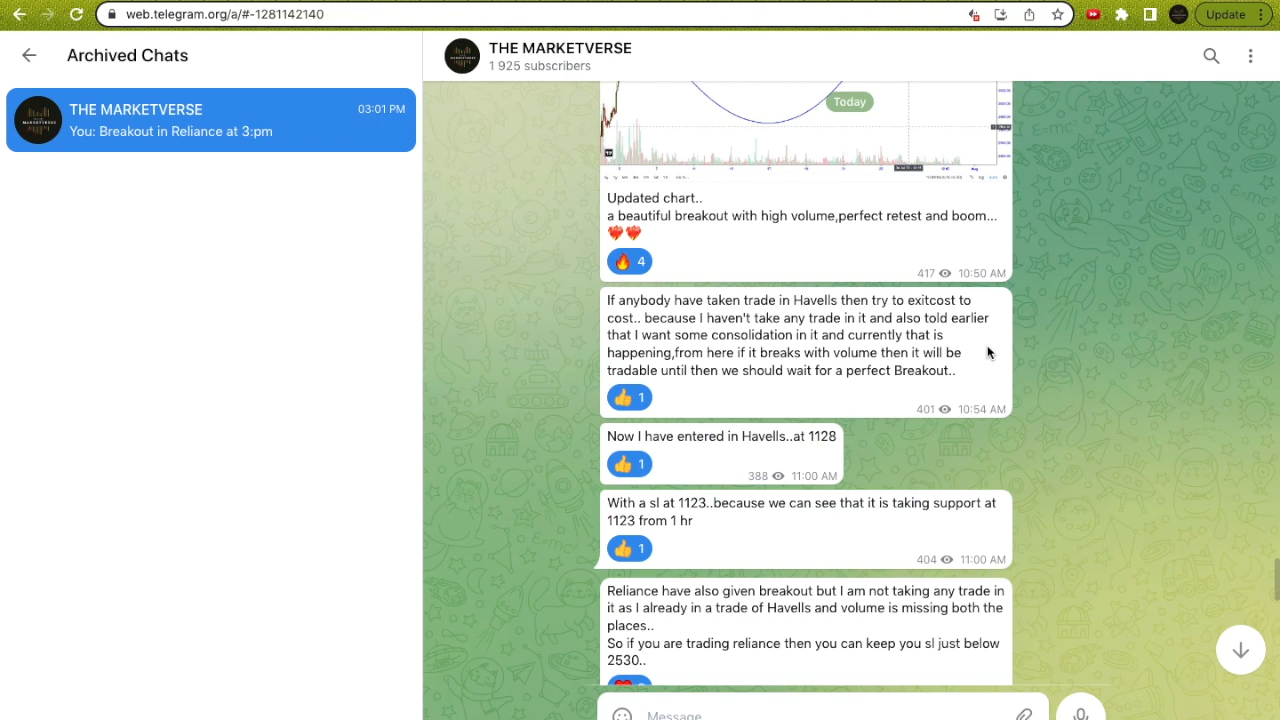 web.telegram.org/a/#-1281142140
Update
Archived Chats
THE MARKETVERSE
03:01 PM
You: Breakout in Reliance at 3:pm
THE MARKETVERSE
1 925 subscribers
Today
Updated chart..
a beautiful breakout with high volume,perfect retest and boom...
❤️‍🔥❤️‍🔥
🔥 4
417 10:50 AM
If anybody have taken trade in Havells then try to exitcost to
cost.. because I haven't take any trade in it and also told earlier
that I want some consolidation in it and currently that is
happening,from here if it breaks with volume then it will be
tradable until then we should wait for a perfect Breakout..
👍 1
401 10:54 AM
Now I have entered in Havells..at 1128
👍 1
388 11:00 AM
With a sl at 1123..because we can see that it is taking support at
1123 from 1 hr
👍 1
404 11:00 AM
Reliance have also given breakout but I am not taking any trade in
it as I already in a trade of Havells and volume is missing both the
places..
So if you are trading reliance then you can keep you sl just below
2530..
Message